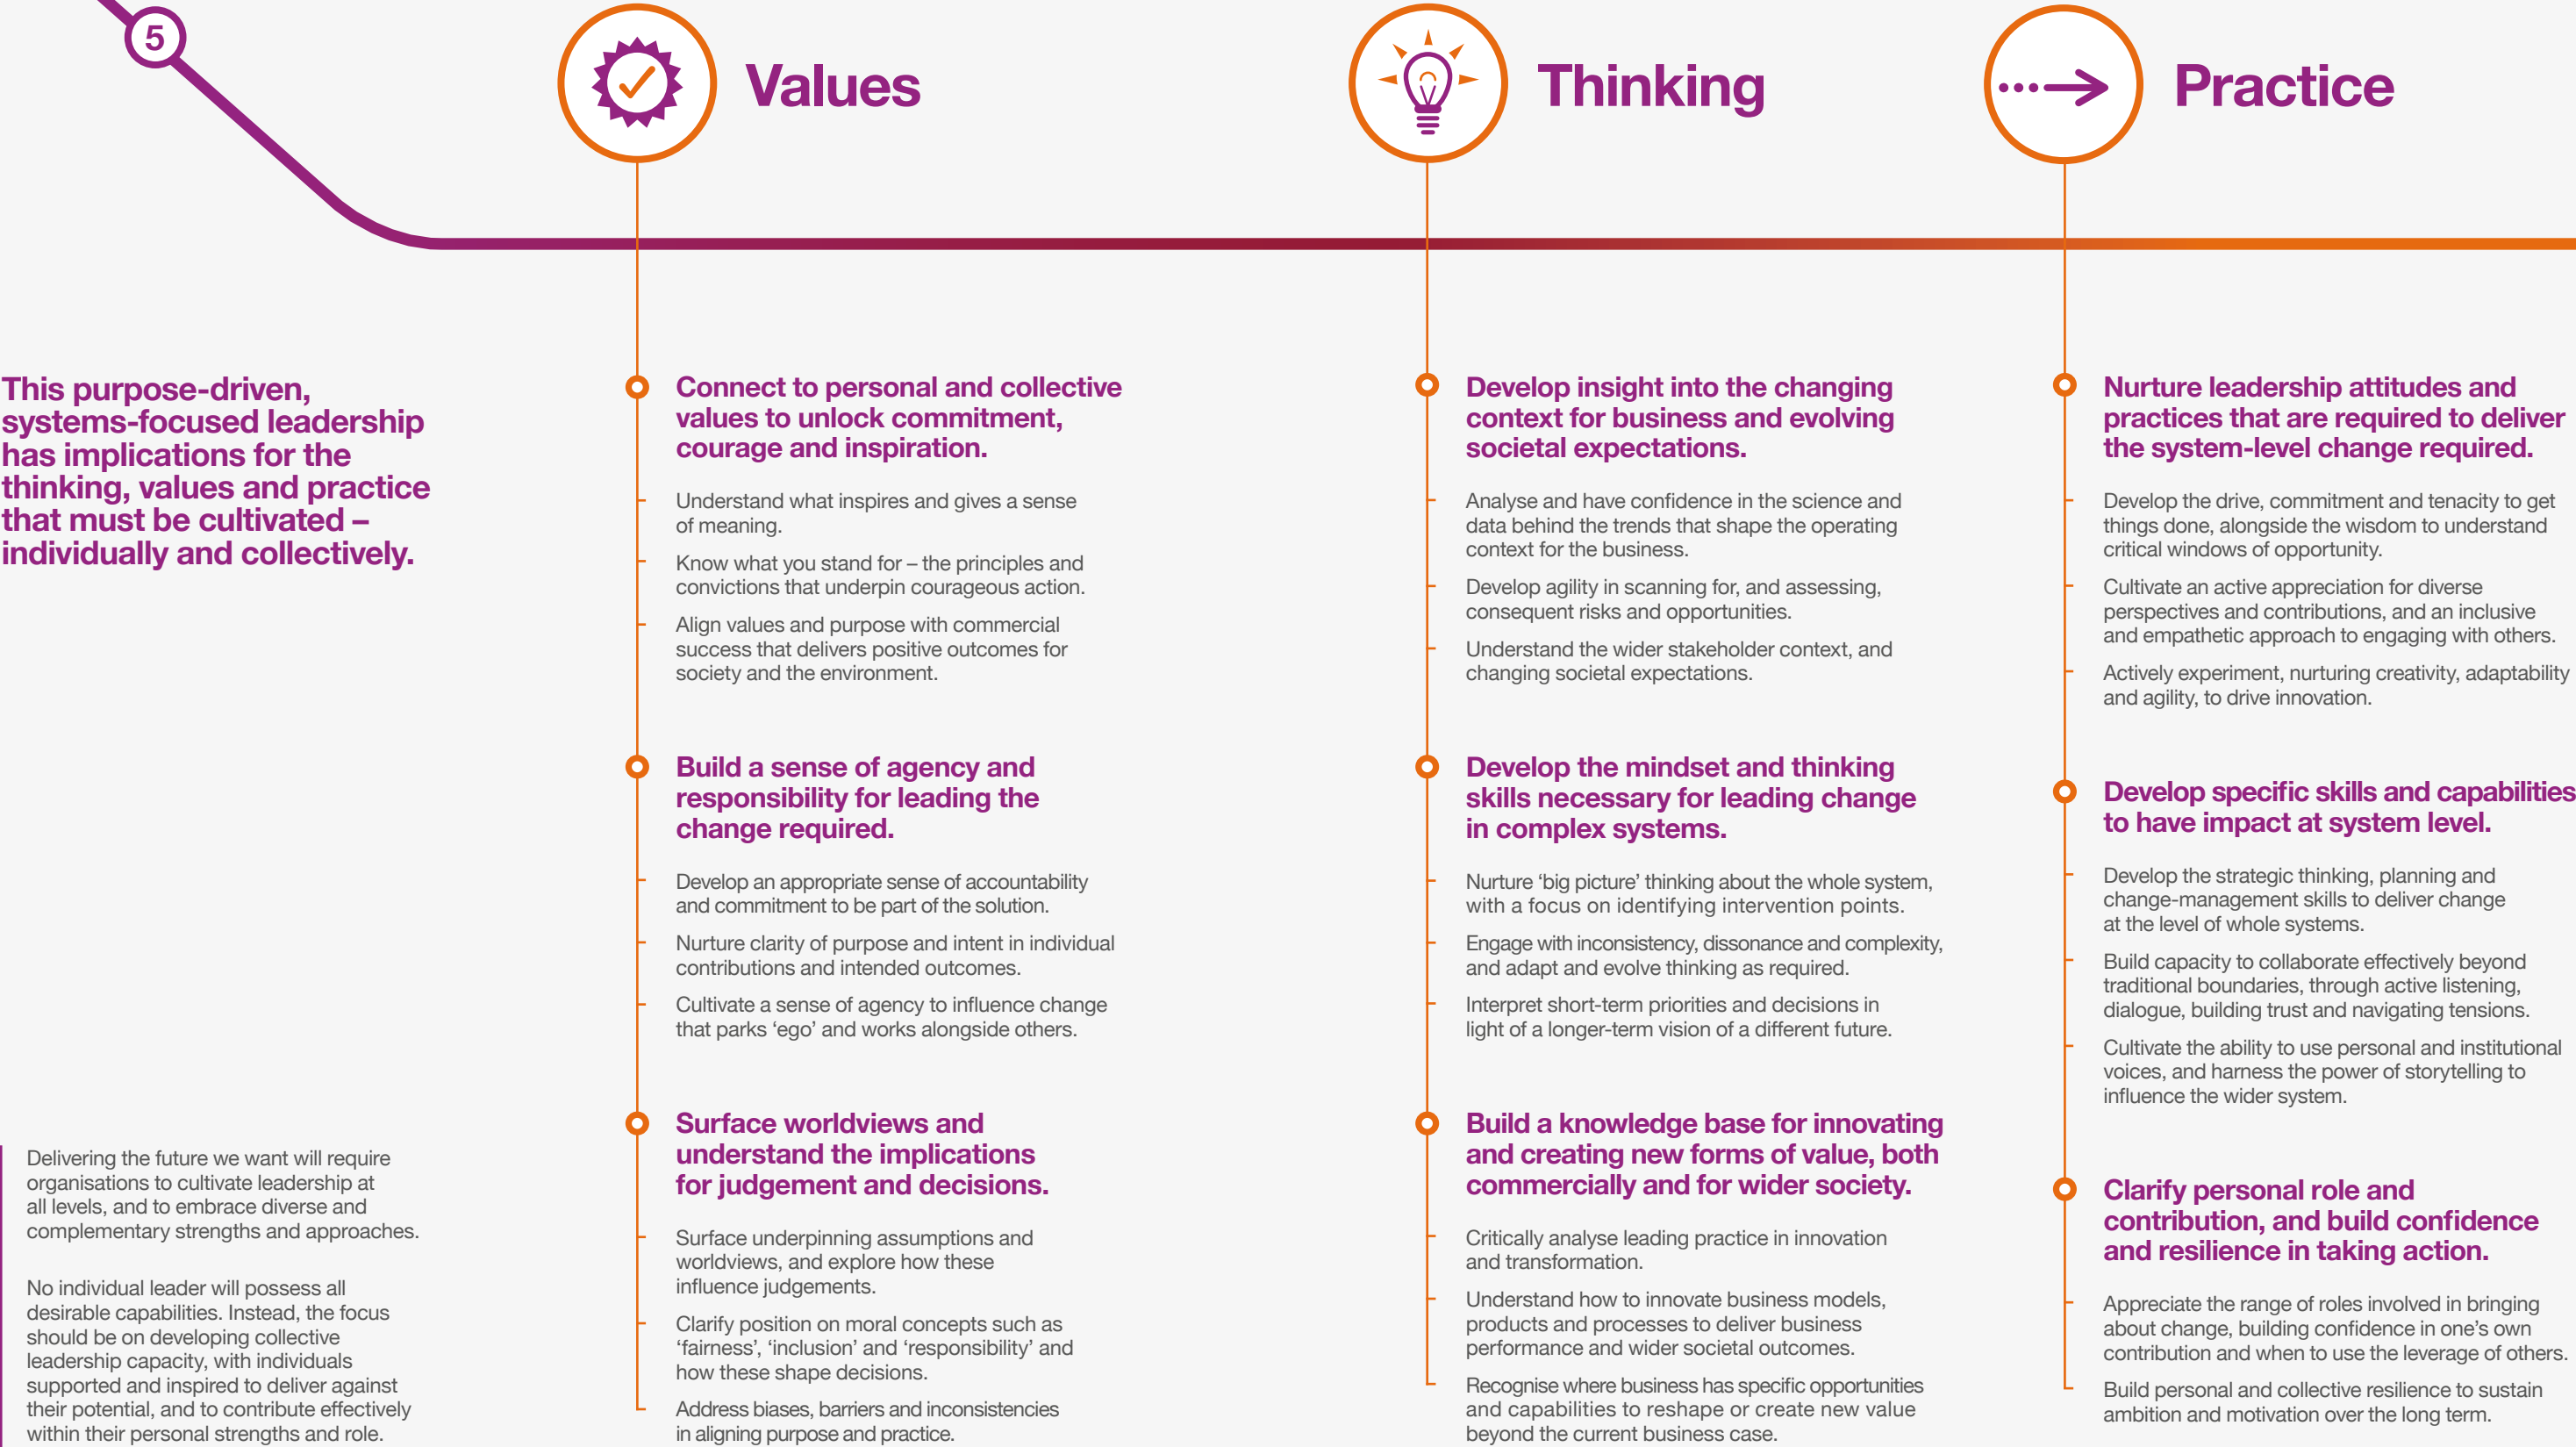 5
This purpose-driven,
systems-focused leadership
has implications for the
thinking, values and practice
that must be cultivated –
individually and collectively.
Delivering the future we want will require
organisations to cultivate leadership at
all levels, and to embrace diverse and
complementary strengths and approaches.
No individual leader will possess all
desirable capabilities. Instead, the focus
should be on developing collective
leadership capacity, with individuals
supported and inspired to deliver against
their potential, and to contribute effectively
within their personal strengths and role.
Values
Connect to personal and collective
values to unlock commitment,
courage and inspiration.
Understand what inspires and gives a sense
of meaning.
Know what you stand for – the principles and
convictions that underpin courageous action.
Align values and purpose with commercial
success that delivers positive outcomes for
society and the environment.
Build a sense of agency and
responsibility for leading the
change required.
Develop an appropriate sense of accountability
and commitment to be part of the solution.
Nurture clarity of purpose and intent in individual
contributions and intended outcomes.
Cultivate a sense of agency to influence change
that parks ‘ego’ and works alongside others.
Surface worldviews and
understand the implications
for judgement and decisions.
Surface underpinning assumptions and
worldviews, and explore how these
influence judgements.
Clarify position on moral concepts such as
‘fairness’, ‘inclusion’ and ‘responsibility’ and
how these shape decisions.
Address biases, barriers and inconsistencies
in aligning purpose and practice.
Thinking
Develop insight into the changing
context for business and evolving
societal expectations.
Analyse and have confidence in the science and
data behind the trends that shape the operating
context for the business.
Develop agility in scanning for, and assessing,
consequent risks and opportunities.
Understand the wider stakeholder context, and
changing societal expectations.
Develop the mindset and thinking
skills necessary for leading change
in complex systems.
Nurture ‘big picture’ thinking about the whole system,
with a focus on identifying intervention points.
Engage with inconsistency, dissonance and complexity,
and adapt and evolve thinking as required.
Interpret short-term priorities and decisions in
light of a longer-term vision of a different future.
Build a knowledge base for innovating
and creating new forms of value, both
commercially and for wider society.
Critically analyse leading practice in innovation
and transformation.
Understand how to innovate business models,
products and processes to deliver business
performance and wider societal outcomes.
Recognise where business has specific opportunities
and capabilities to reshape or create new value
beyond the current business case.
Practice
Nurture leadership attitudes and
practices that are required to deliver
the system-level change required.
Develop the drive, commitment and tenacity to get
things done, alongside the wisdom to understand
critical windows of opportunity.
Cultivate an active appreciation for diverse
perspectives and contributions, and an inclusive
and empathetic approach to engaging with others.
Actively experiment, nurturing creativity, adaptability
and agility, to drive innovation.
Develop specific skills and capabilities
to have impact at system level.
Develop the strategic thinking, planning and
change-management skills to deliver change
at the level of whole systems.
Build capacity to collaborate effectively beyond
traditional boundaries, through active listening,
dialogue, building trust and navigating tensions.
Cultivate the ability to use personal and institutional
voices, and harness the power of storytelling to
influence the wider system.
Clarify personal role and
contribution, and build confidence
and resilience in taking action.
Appreciate the range of roles involved in bringing
about change, building confidence in one’s own
contribution and when to use the leverage of others.
Build personal and collective resilience to sustain
ambition and motivation over the long term.